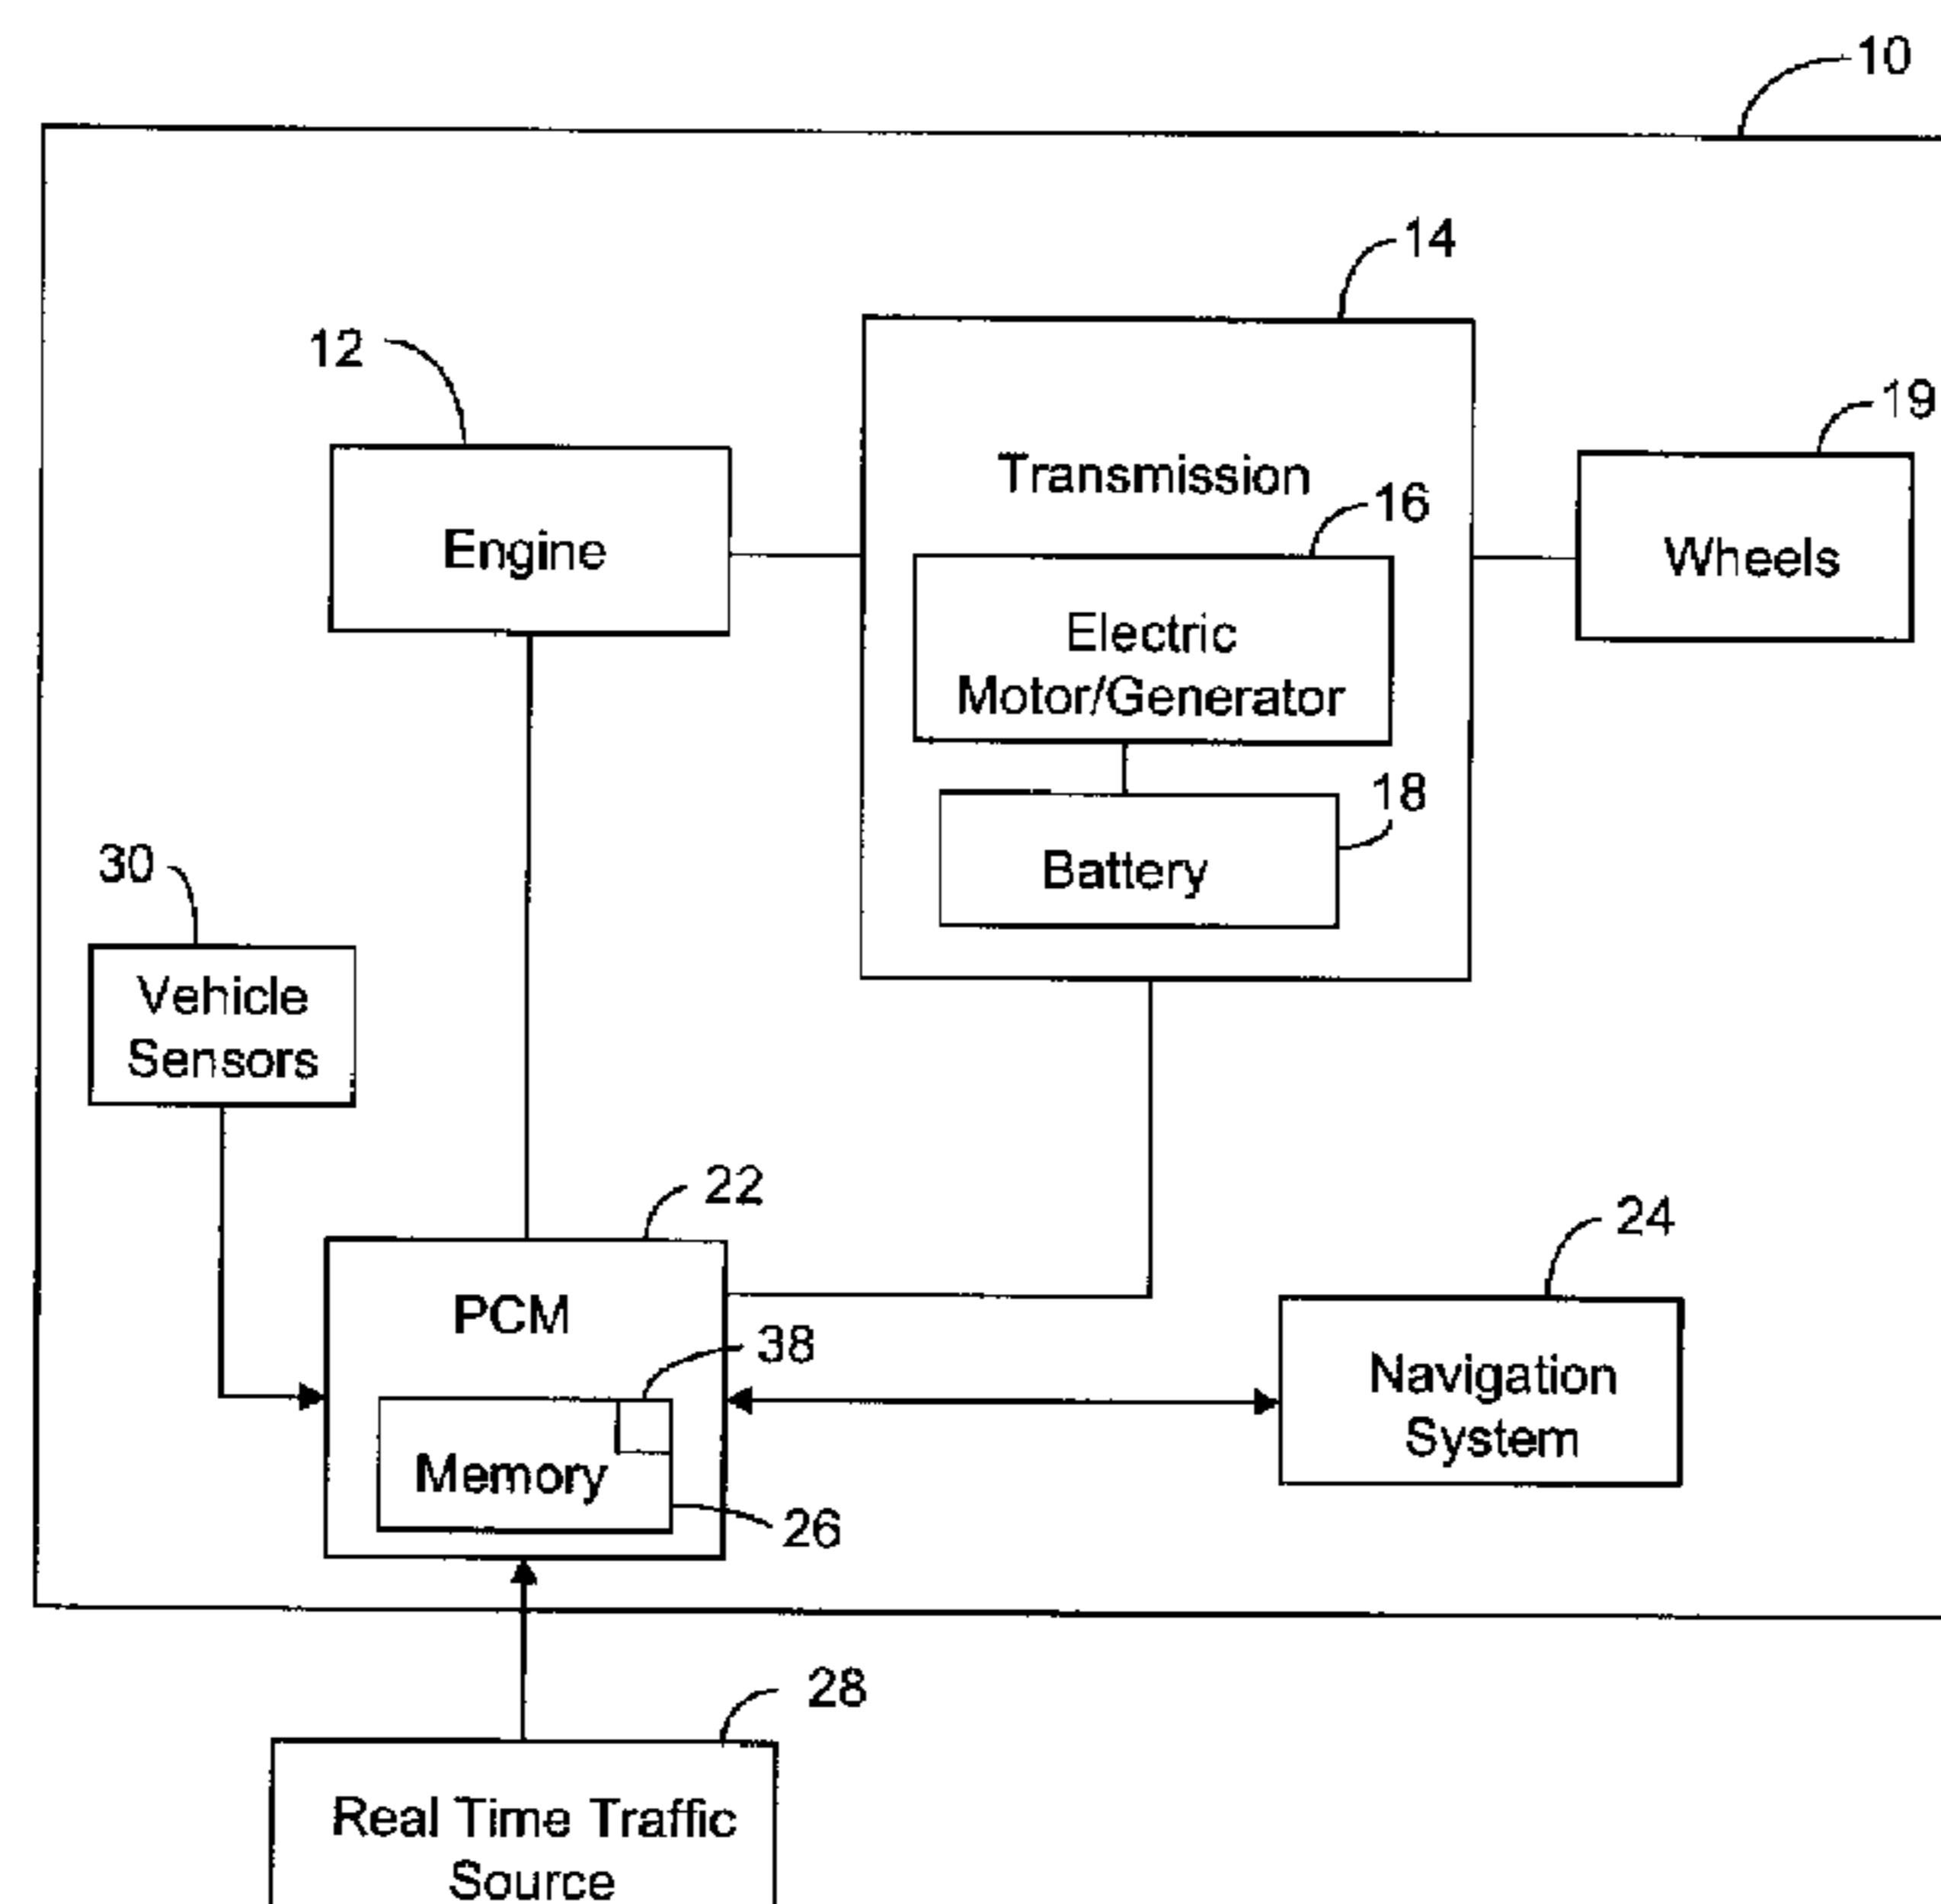 10
14
12
19
Transmission
16
Engine
Wheels
Electric
Motor/Generator
18
Battery
30
Vehicle
Sensors
22
24
PCM
38
Navigation
System
Memory
26
28
Real Time Traffic
Source